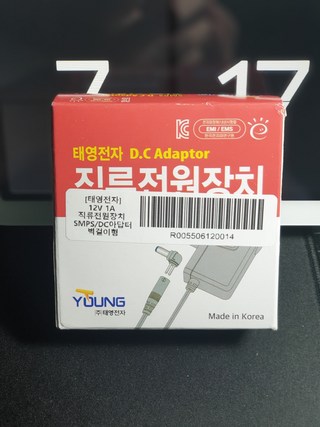 7 17
EMI / EMS
태영전자 D.C Adaptor
직류전원장치
[태영전자]
12V 1A
직류전원장치
SMPS/DC아답터
벽걸이형
R005506120014
YOUNG
(주)태영전자
Made in Korea